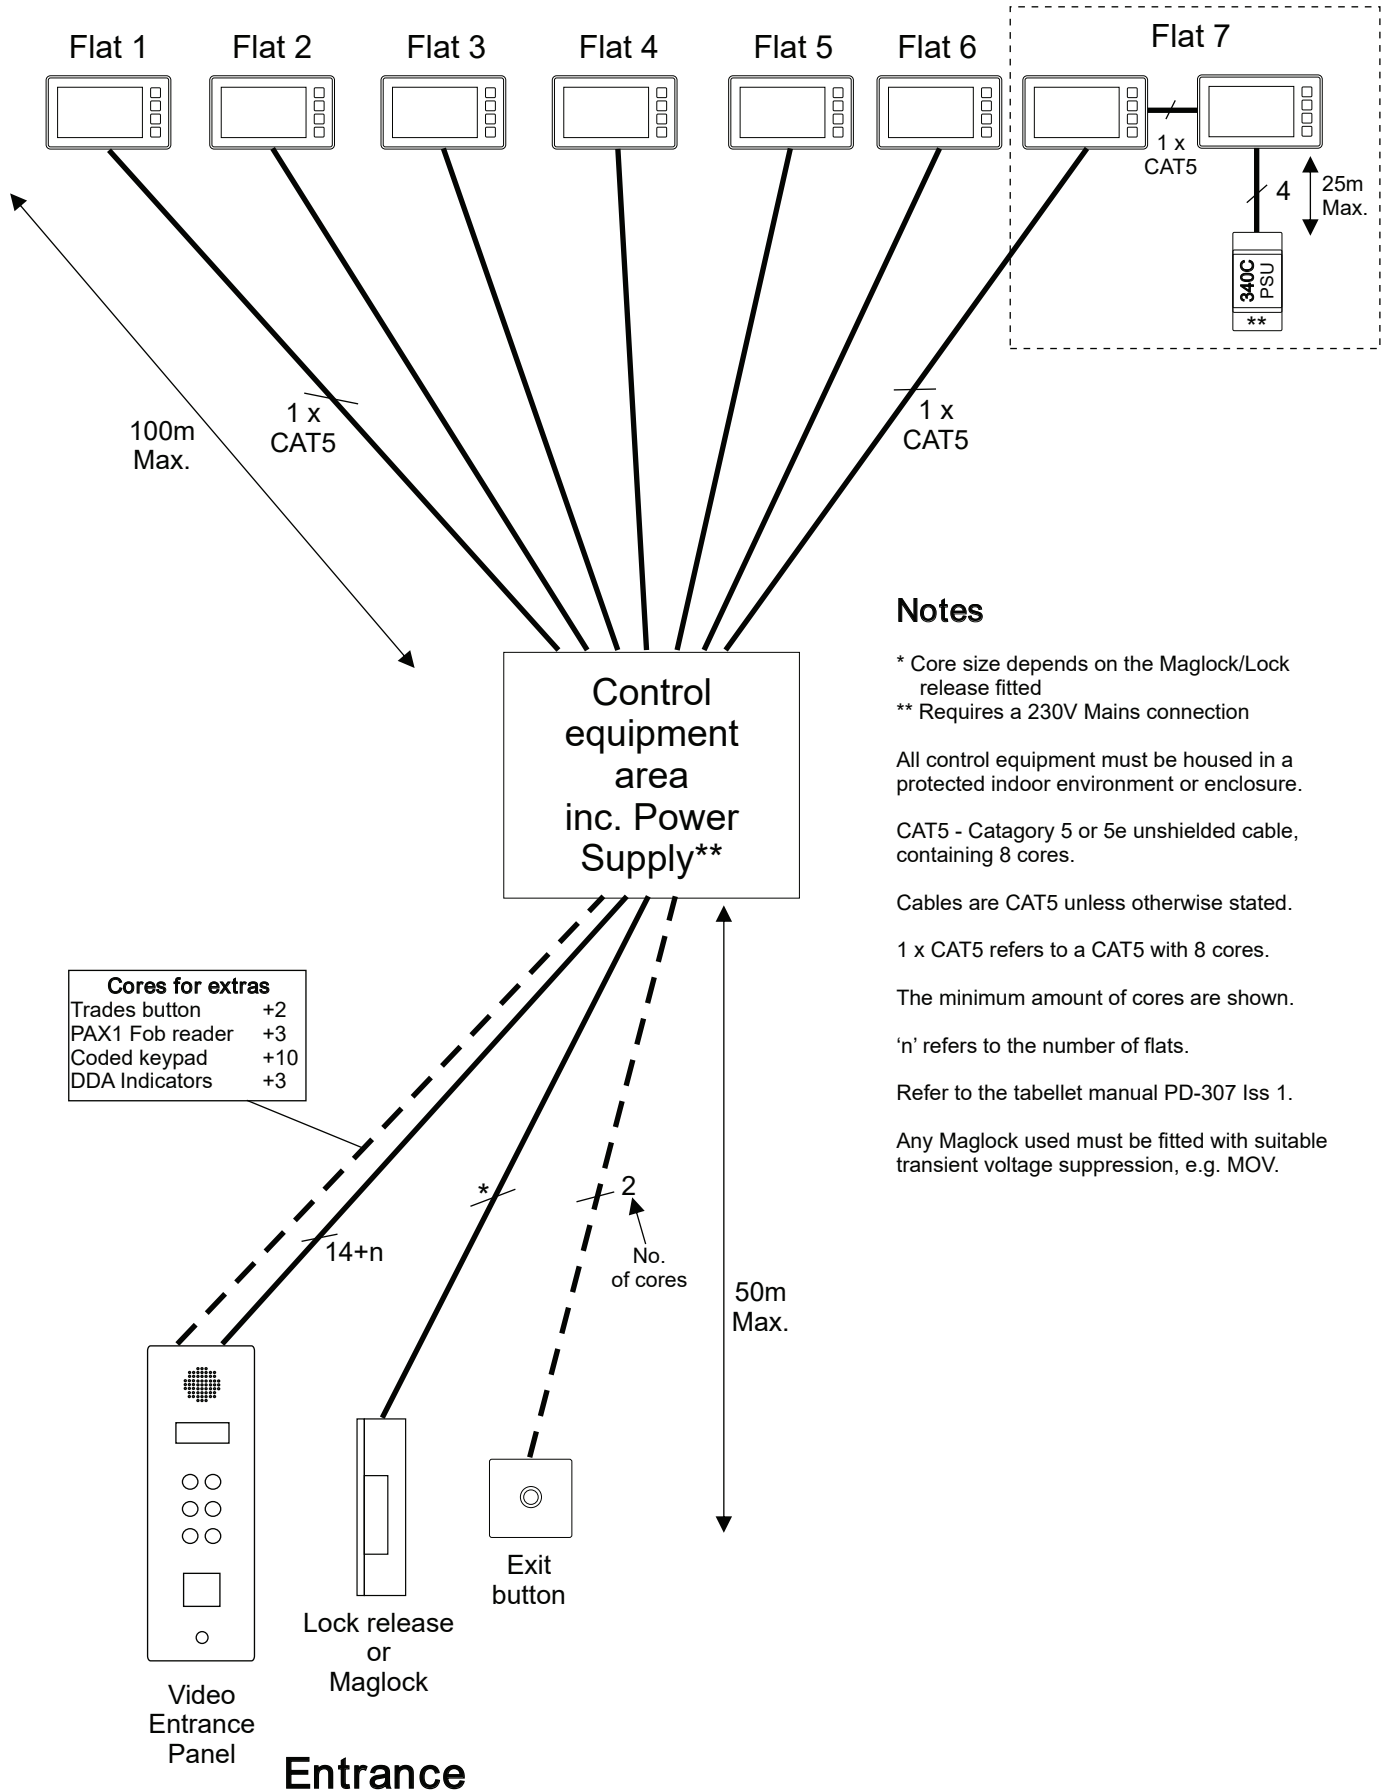 Flat 1
Flat 2
Flat 3
Flat 4
Flat 5
Flat 6
Flat 7
1 x
CAT5
4
25m
Max.
340C
PSU
**
100m
Max.
1 x
CAT5
1 x
CAT5
Control
equipment
area
inc. Power
Supply**
Notes
* Core size depends on the Maglock/Lock
release fitted
** Requires a 230V Mains connection
All control equipment must be housed in a
protected indoor environment or enclosure.
CAT5 - Catagory 5 or 5e unshielded cable,
containing 8 cores.
Cables are CAT5 unless otherwise stated.
1 x CAT5 refers to a CAT5 with 8 cores.
The minimum amount of cores are shown.
‘n’ refers to the number of flats.
Refer to the tabellet manual PD-307 Iss 1.
Any Maglock used must be fitted with suitable
transient voltage suppression, e.g. MOV.
Cores for extras
Trades button +2
PAX1 Fob reader +3
Coded keypad +10
DDA Indicators +3
14+n
*
2
No.
of cores
50m
Max.
Video
Entrance
Panel
Lock release
or
Maglock
Exit
button
Entrance